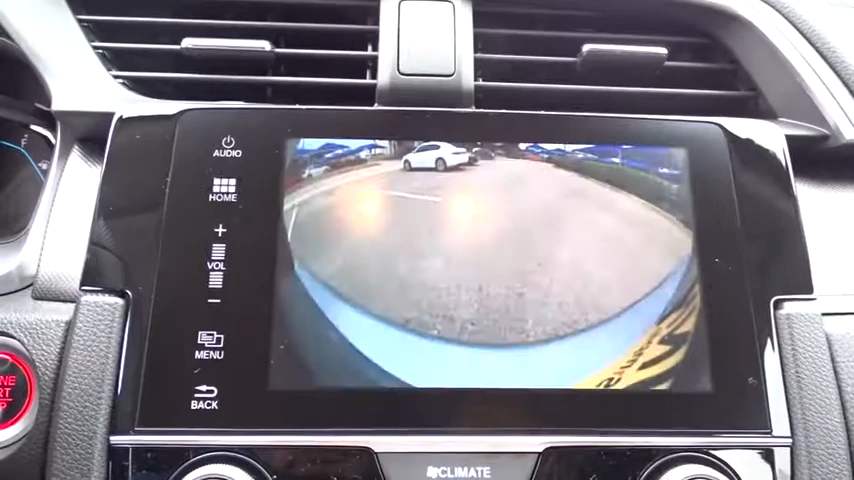 AUDIO
HOME
+
VOL
-
MENU
BACK
CLIMATE